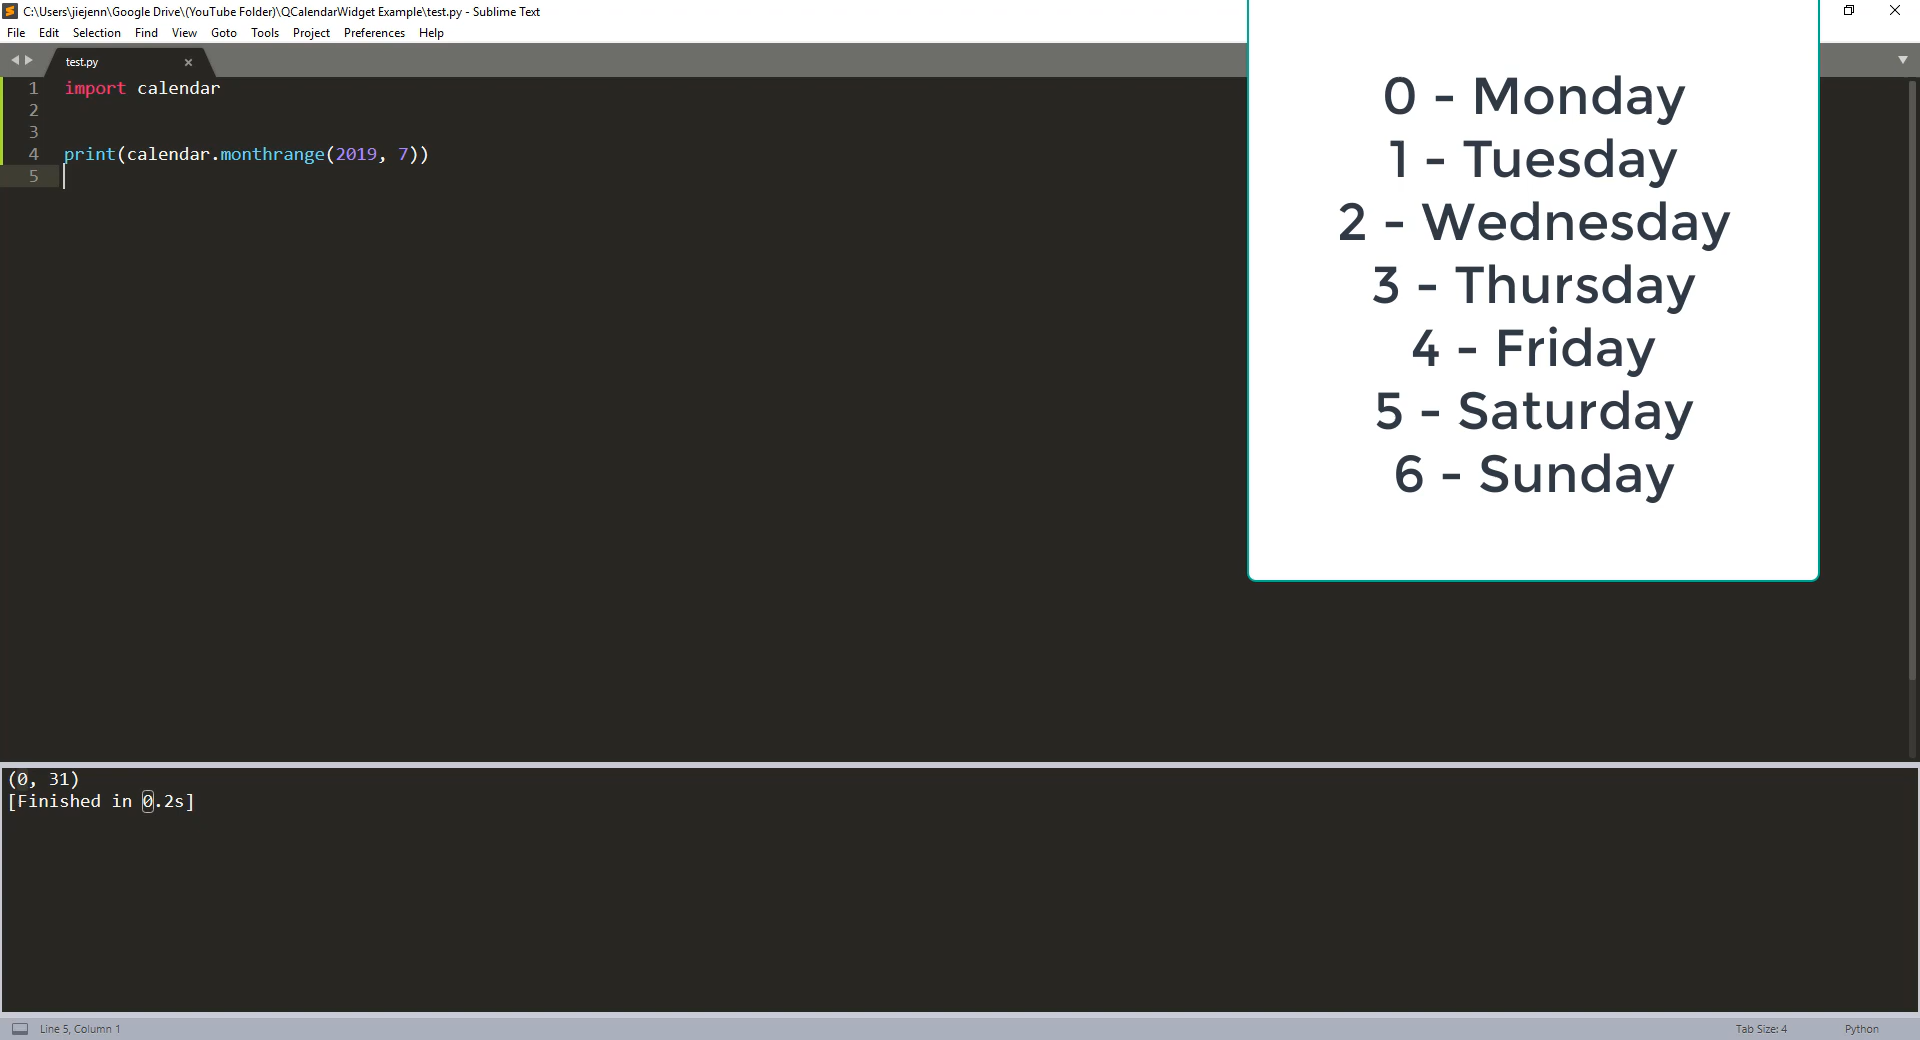 C:\Users\jiejenn\Google Drive\(YouTube Folder)\QCalendarWidget Example\test.py - Sublime Text
File Edit Selection Find View Goto Tools Project Preferences Help
test.py
1 import calendar
2
3
4 print(calendar.monthrange(2019, 7))
5
0 - Monday
1 - Tuesday
2 - Wednesday
3 - Thursday
4 - Friday
5 - Saturday
6 - Sunday
(0, 31)
[Finished in 0.2s]
Line 5, Column 1
Tab Size: 4
Python